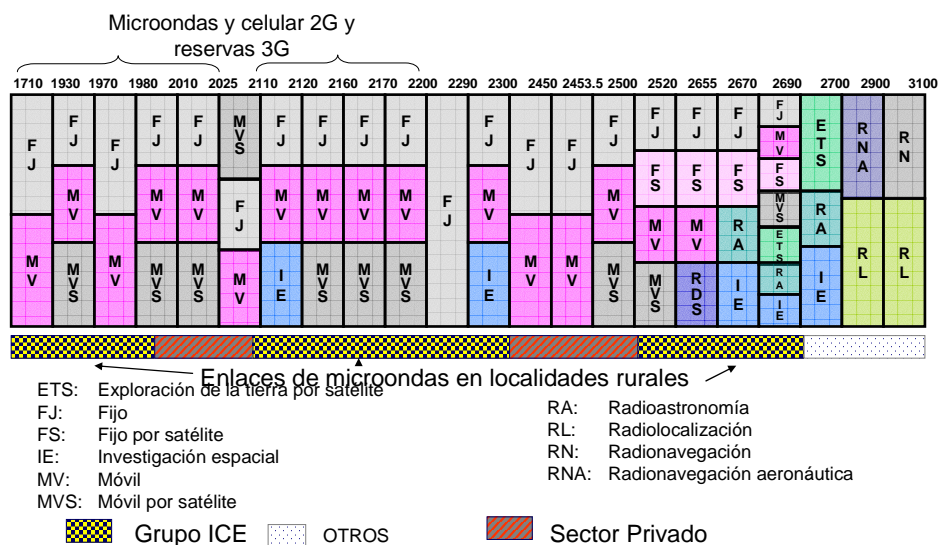 Microondas y celular 2G y
reservas 3G
1710 1930 1970 1980 2010 2025 2110 2120 2160 2170 2200 2290 2300 2450 2453.5 2500 2520 2655 2670 2690 2700 2900 3100
FJ MV
FJ MV MVS
FJ MV
FJ MV MVS
FJ MV MVS
MVS FJ MV
FJ MV IE
FJ MV MVS
FJ MV MVS
FJ MV MVS
FJ
FJ MV IE
FJ MV
FJ MV
FJ MV MVS
FJ FS MV MVS
FJ FS MV RDS
FJ FS RA IE
FJ MV FS MVS ETS RA IE
ETS RA IE
RNA RL
RN RL
Enlaces de microondas en localidades rurales
ETS: Exploración de la tierra por satélite
FJ: Fijo
FS: Fijo por satélite
IE: Investigación espacial
MV: Móvil
MVS: Móvil por satélite
RA: Radioastronomía
RL: Radiolocalización
RN: Radionavegación
RNA: Radionavegación aeronáutica
Grupo ICE OTROS Sector Privado